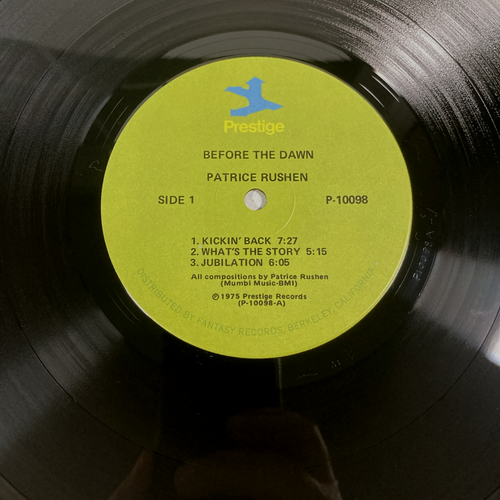 Prestige
BEFORE THE DAWN
PATRICE RUSHEN
SIDE 1 P-10098
1. KICKIN' BACK 7:27
2. WHAT'S THE STORY 5:15
3. JUBILATION 6:05
All compositions by Patrice Rushen
(Mumbi Music-BMI)
℗ 1975 Prestige Records
(P-10098-A)
DISTRIBUTED BY FANTASY RECORDS, BERKELEY, CALIFORNIA